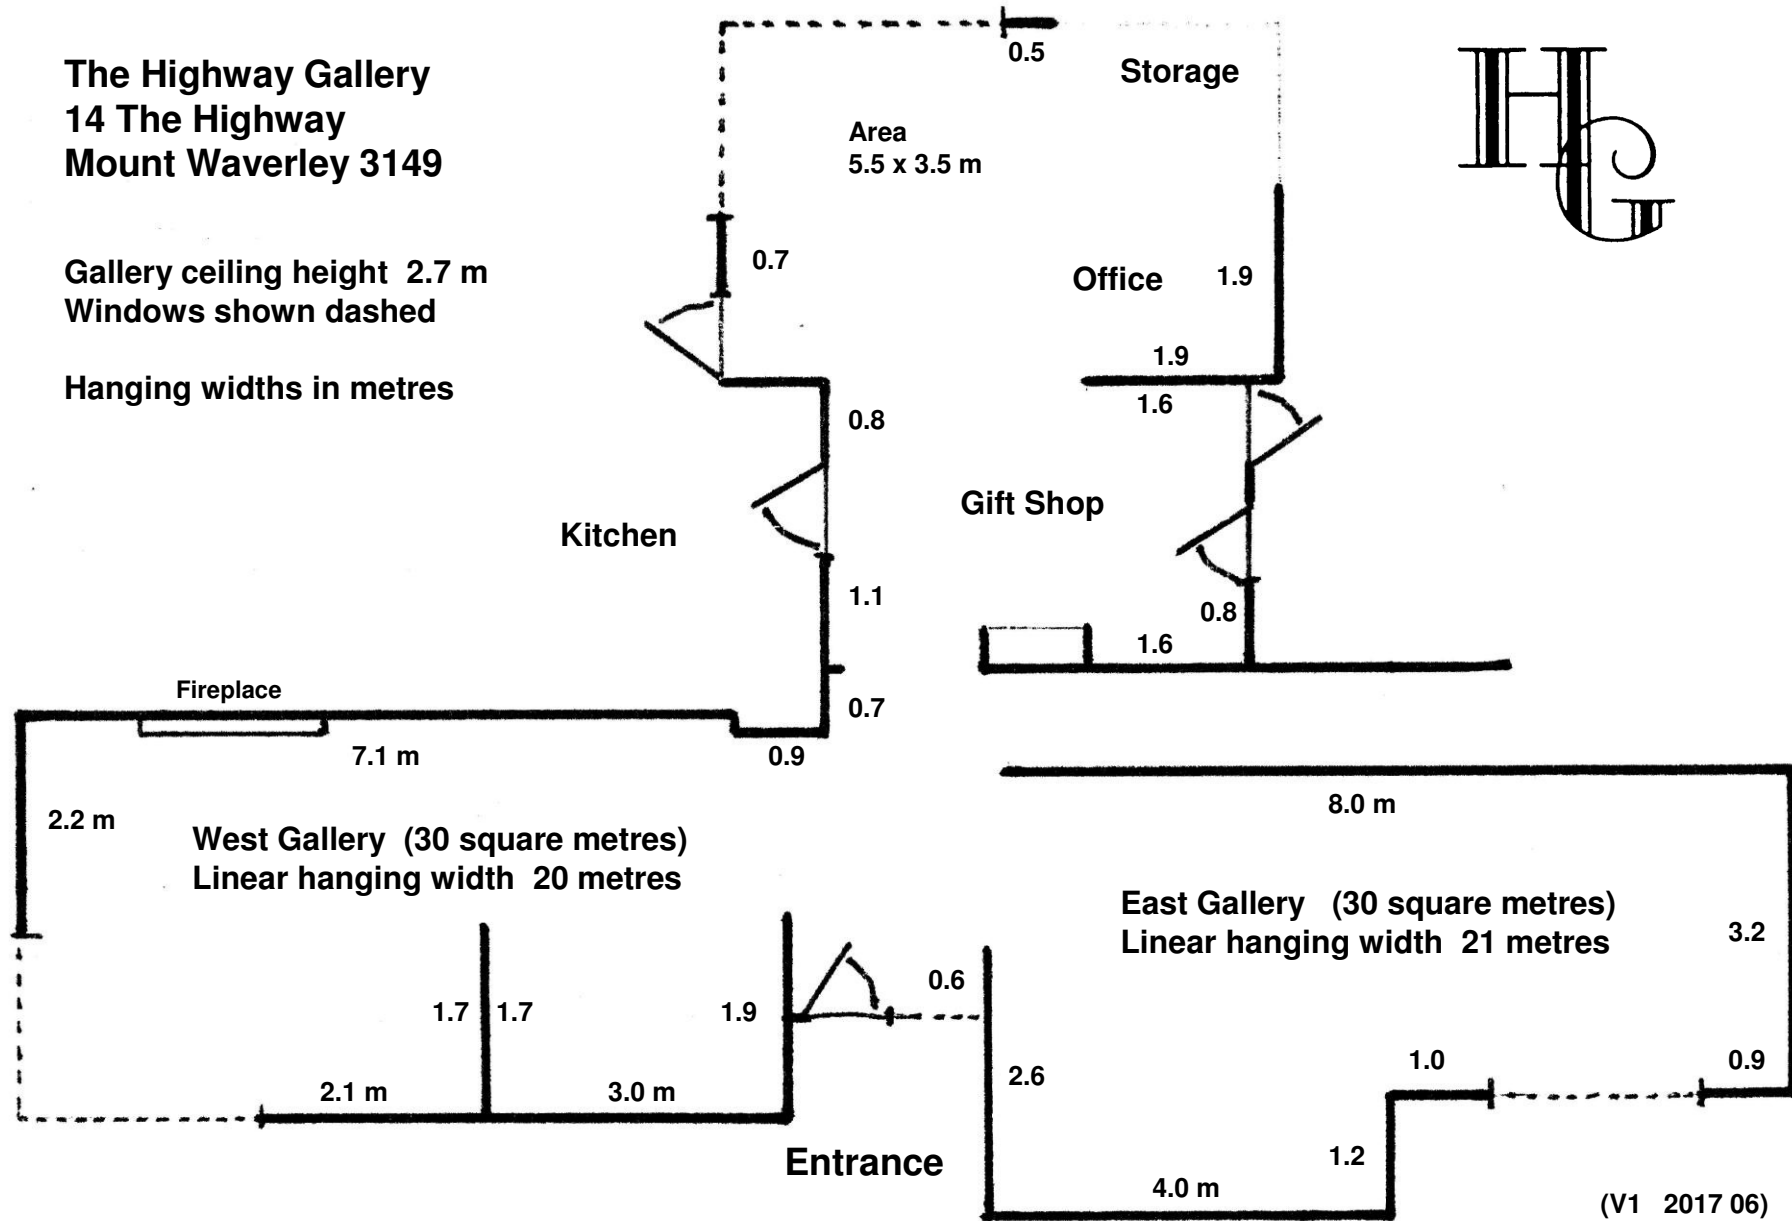 The Highway Gallery
14 The Highway
Mount Waverley 3149
Gallery ceiling height 2.7 m
Windows shown dashed
Hanging widths in metres
0.5
Storage
Area
5.5 x 3.5 m
HG
0.7
Office
1.9
1.9
1.6
0.8
Gift Shop
Kitchen
1.1
0.8
1.6
Fireplace
0.7
7.1 m
0.9
2.2 m
8.0 m
West Gallery (30 square metres)
Linear hanging width 20 metres
East Gallery (30 square metres)
Linear hanging width 21 metres
3.2
0.6
1.7
1.7
1.9
2.6
1.0
0.9
2.1 m
3.0 m
Entrance
1.2
4.0 m
(V1 2017 06)